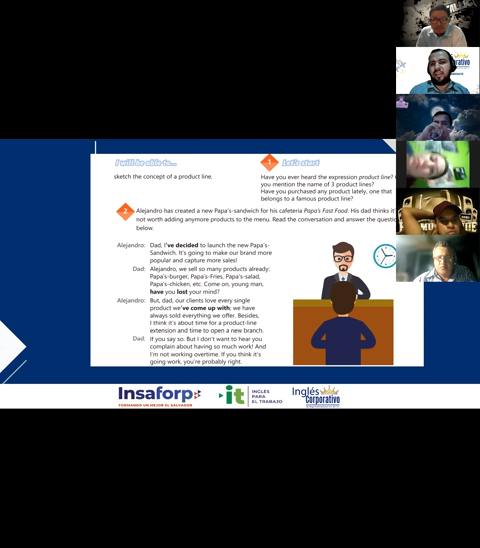 I will be able to...
sketch the concept of a product line.
1 Let's start
Have you ever heard the expression product line?
you mention the name of 3 product lines?
Have you purchased any product lately, one that
belongs to a famous product line?
2 Alejandro has created a new Papa's-sandwich for his cafeteria Papa's Fast Food. His dad thinks it
not worth adding anymore products to the menu. Read the conversation and answer the
below.
Alejandro: Dad, I've decided to launch the new Papa's-
Sandwich. It's going to make our brand more
popular and capture more sales!
Dad: Alejandro, we sell so many products already:
Papa's-burger, Papa's-Fries, Papa's-salad,
Papa's-chicken, etc. Come on, young man,
have you lost your mind?
Alejandro: But, dad, our clients love every single
product we've come up with; we have
always sold everything we offer. Besides,
I think it's about time for a product-line
extension and time to open a new branch.
Dad: If you say so. But I don't want to hear you
complain about having so much work! And
I'm not working overtime. If you think it's
going work, you're probably right.
Insaforp
FORMANDO UN MEJOR EL SALVADOR
it
INGLÉS
PARA
EL TRABAJO
Inglés
Corporativo